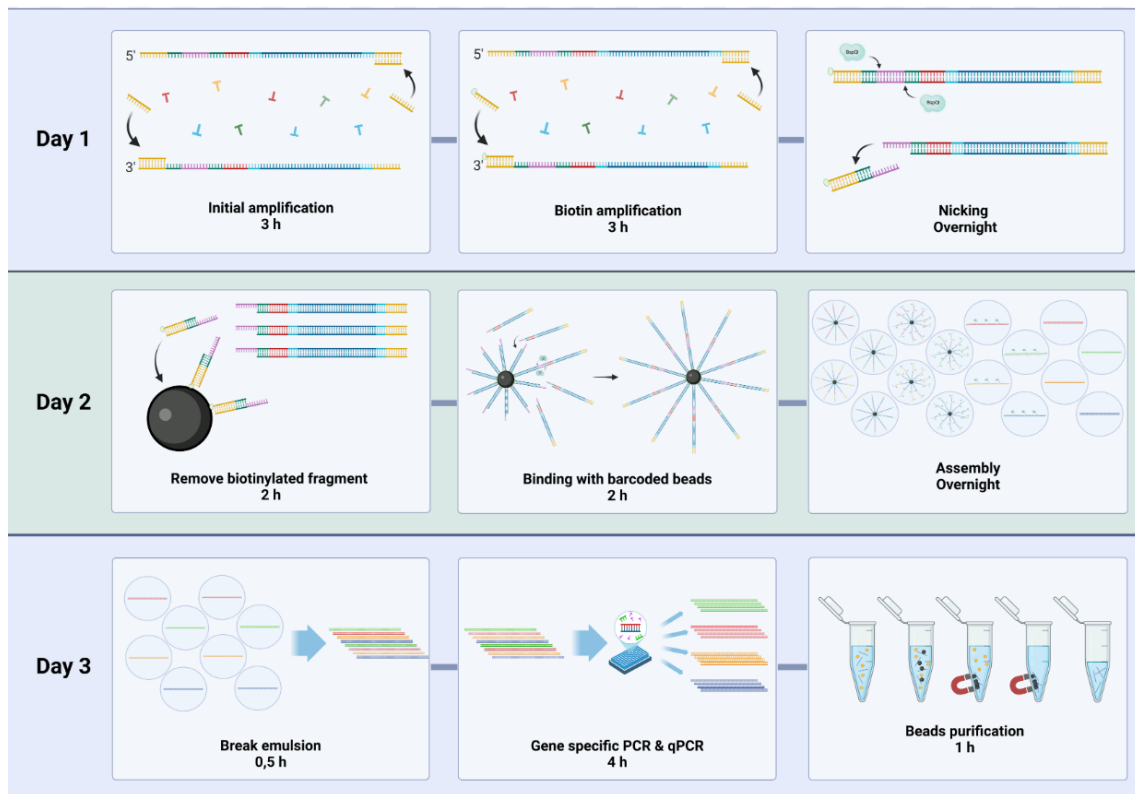 Day 1
5'
3'
Initial amplification
3 h
5'
3'
Biotin amplification
3 h
BspQI
BspQI
Nicking
Overnight
Day 2
Remove biotinylated fragment
2 h
Binding with barcoded beads
2 h
Assembly
Overnight
Day 3
Break emulsion
0,5 h
Gene specific PCR & qPCR
4 h
Beads purification
1 h